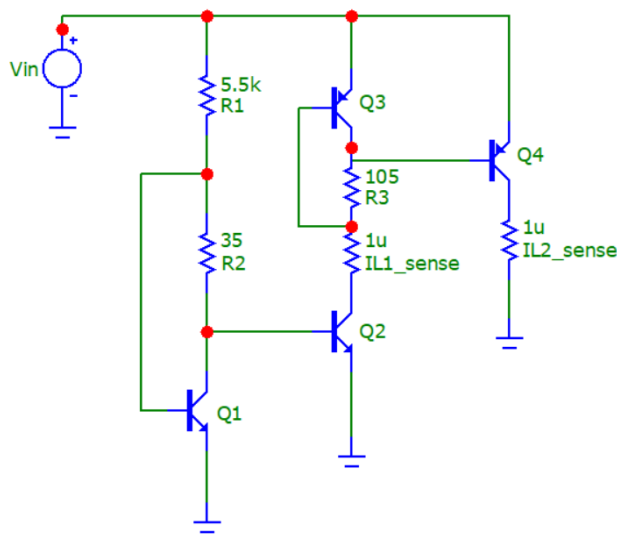 Vin
+
-
5.5k
R1
35
R2
Q1
Q3
105
R3
1u
IL1_sense
Q2
Q4
1u
IL2_sense